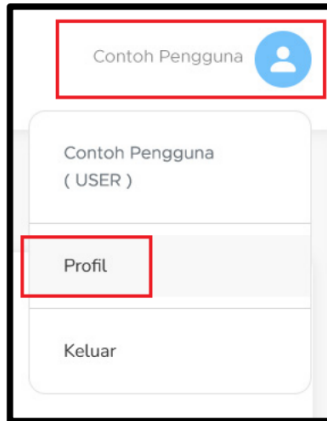 Contoh Pengguna
Contoh Pengguna
( USER )
Profil
Keluar